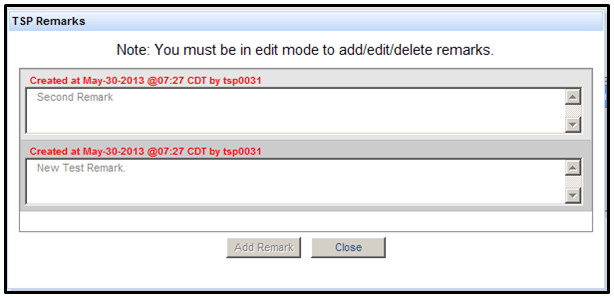 TSP Remarks
Note: You must be in edit mode to add/edit/delete remarks.
Created at May-30-2013 @07:27 CDT by tsp0031
Second Remark
Created at May-30-2013 @07:27 CDT by tsp0031
New Test Remark.
Add Remark Close